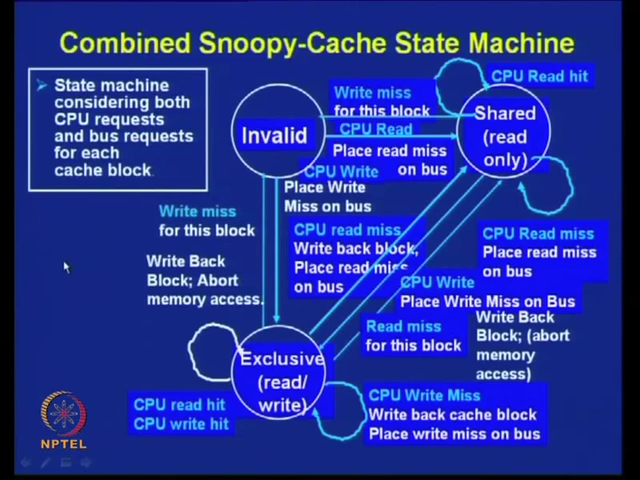 Combined Snoopy-Cache State Machine
State machine
considering both
CPU requests
and bus requests
for each
cache block
Invalid
Write miss
for this block
CPU Read
Place read miss
on bus
CPU Read hit
Shared
(read
only)
CPU Write
Place Write
Miss on bus
Write miss
for this block
Write Back
Block; Abort
memory access.
CPU read miss
Write back block,
Place read miss
on bus
CPU Read miss
Place read miss
on bus
CPU Write
Place Write Miss on Bus
Read miss
for this block
Write Back
Block; (abort
memory
access)
Exclusive
(read/
write)
CPU read hit
CPU write hit
CPU Write Miss
Write back cache block
Place write miss on bus
NPTEL